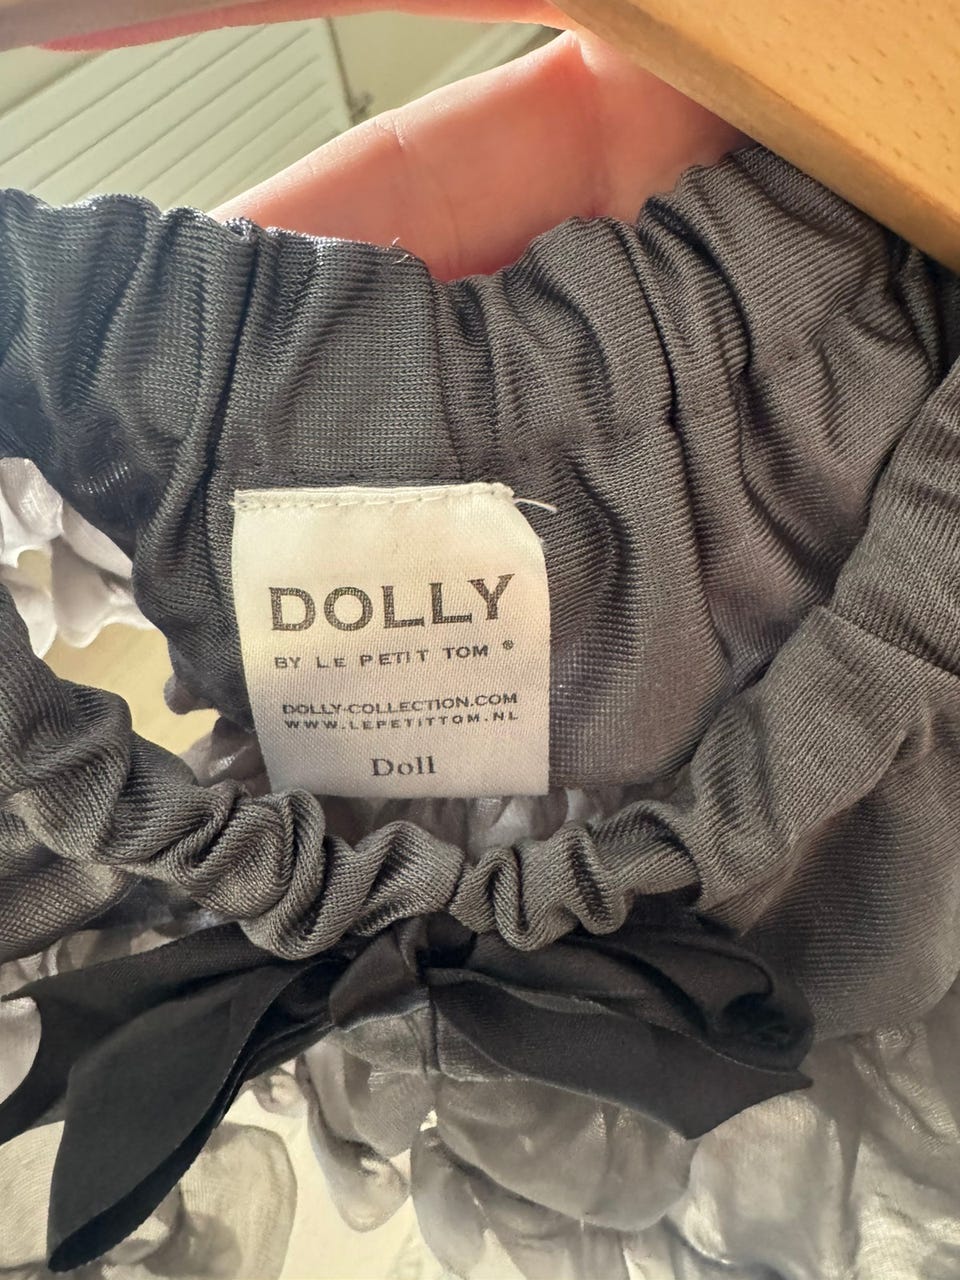 DOLLY
BY LE PETIT TOM ®
DOLLY-COLLECTION.COM
WWW.LEPETITTOM.NL
Doll